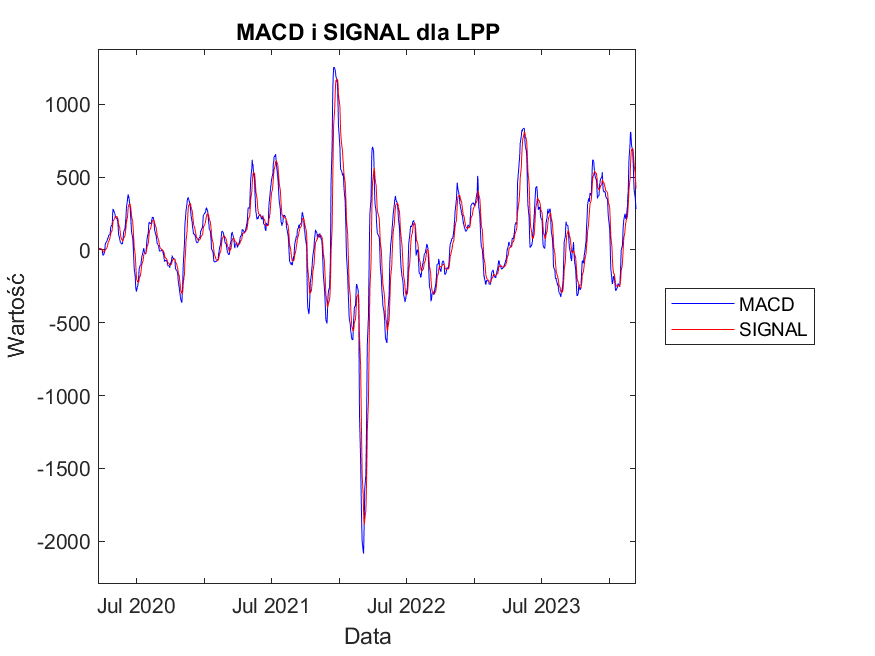 MACD i SIGNAL dla LPP
1000
500
0
-500
-1000
-1500
-2000
Wartość
Jul 2020
Jul 2021
Jul 2022
Jul 2023
Data
MACD
SIGNAL